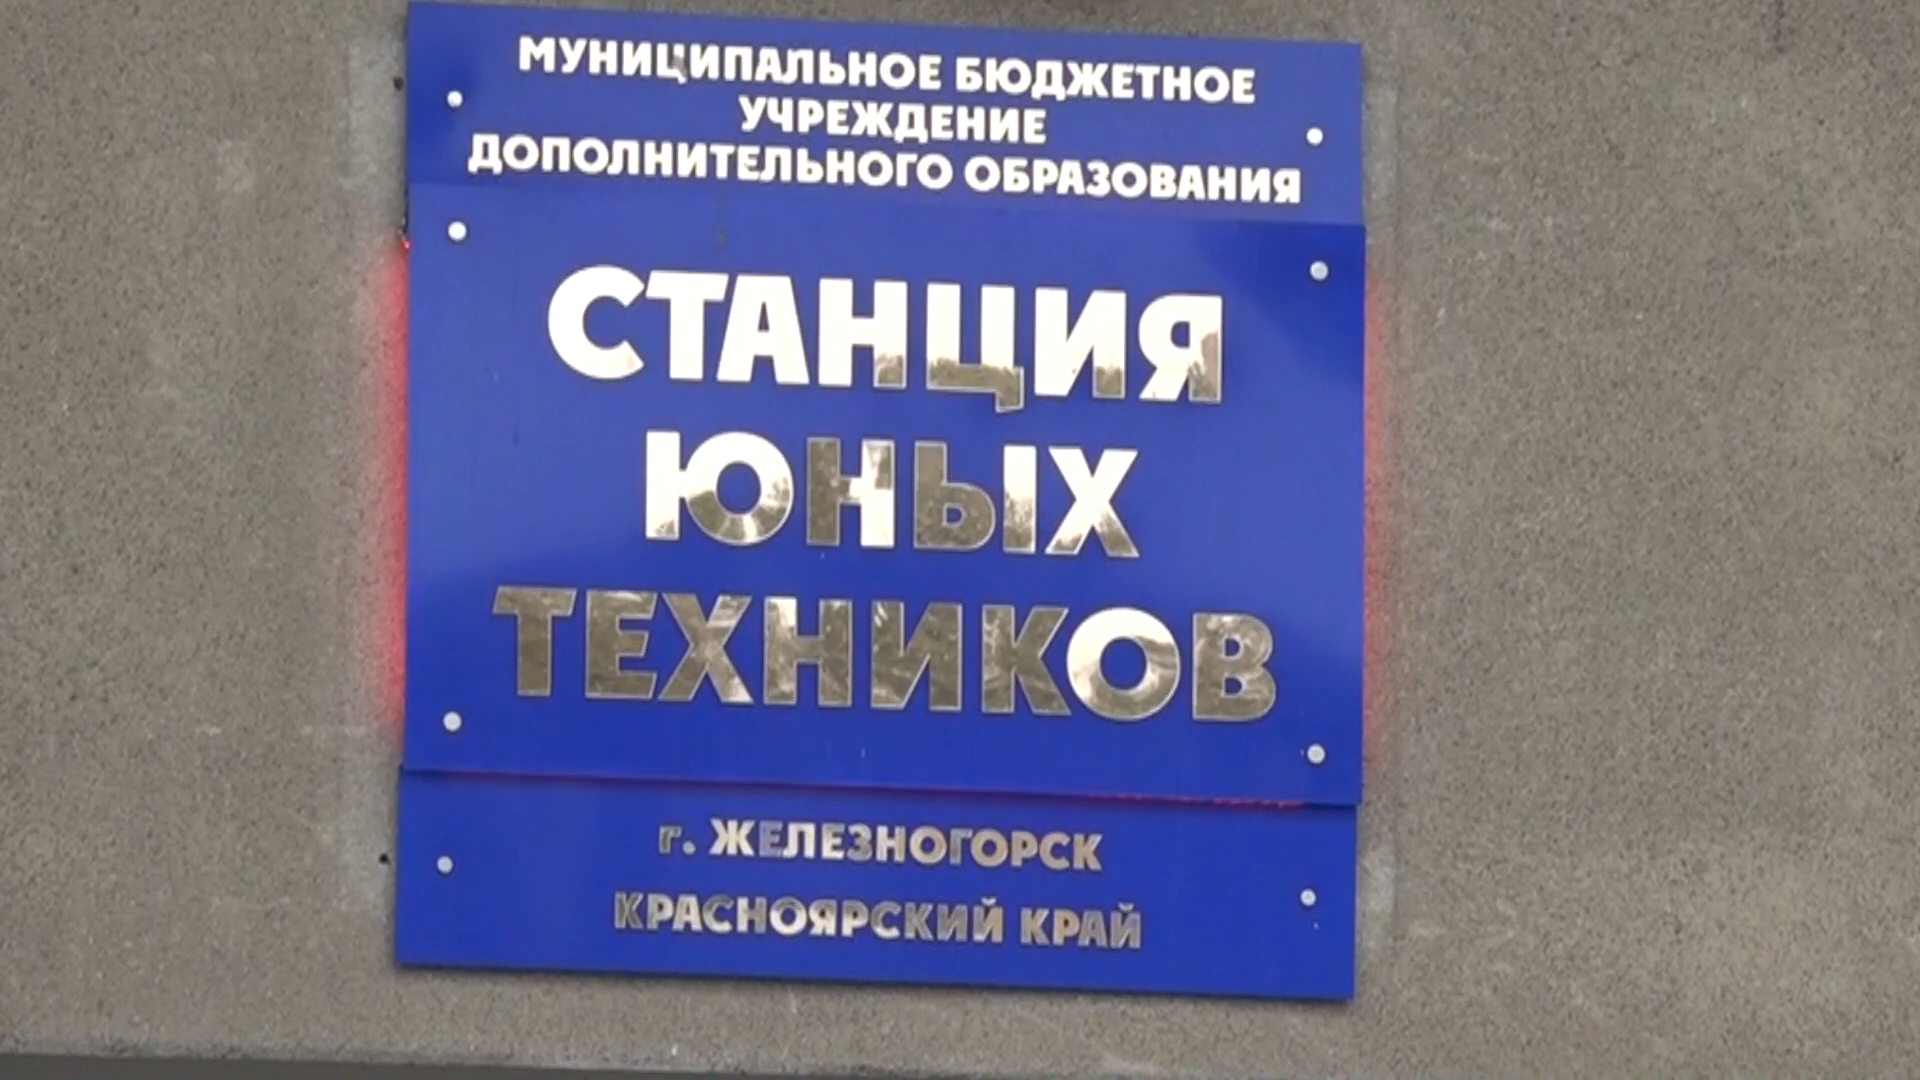 МУНИЦИПАЛЬНОЕ БЮДЖЕТНОЕ
УЧРЕЖДЕНИЕ
ДОПОЛНИТЕЛЬНОГО ОБРАЗОВАНИЯ
СТАНЦИЯ
ЮНЫХ
ТЕХНИКОВ
г. ЖЕЛЕЗНОГОРСК
КРАСНОЯРСКИЙ КРАЙ